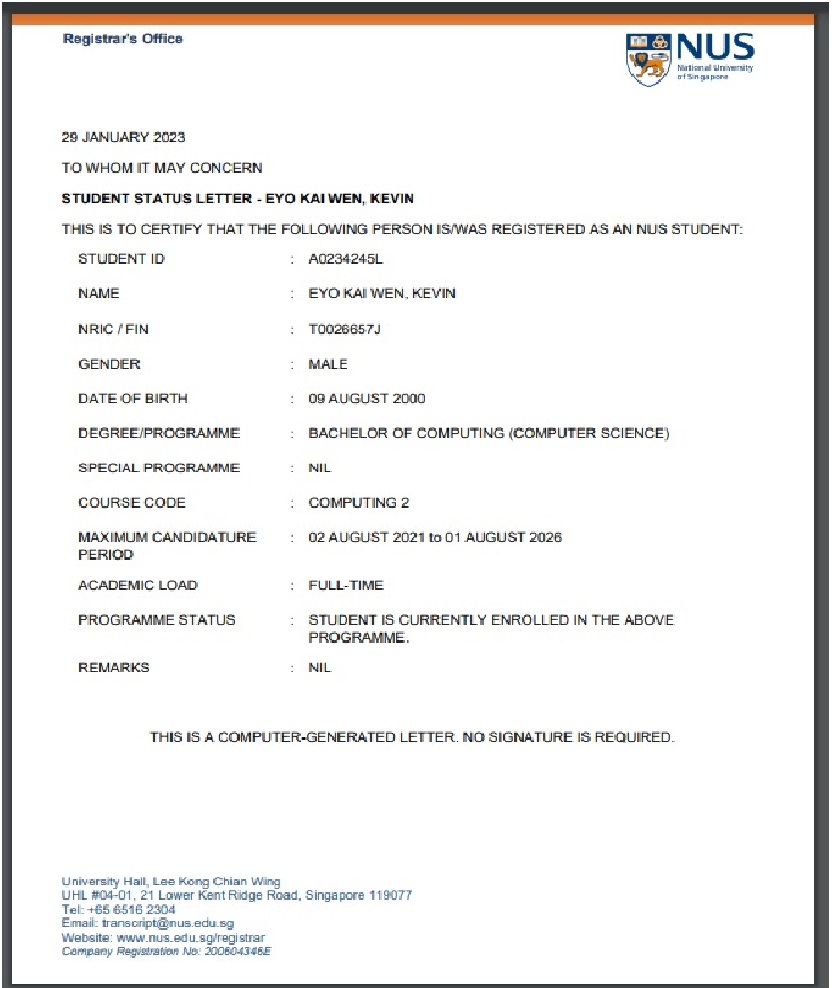 Registrar's Office
NUS
National University
of Singapore
29 JANUARY 2023
TO WHOM IT MAY CONCERN
STUDENT STATUS LETTER - EYO KAI WEN, KEVIN
THIS IS TO CERTIFY THAT THE FOLLOWING PERSON IS/WAS REGISTERED AS AN NUS STUDENT:
STUDENT ID : A0234245L
NAME : EYO KAI WEN, KEVIN
NRIC / FIN : T0026657J
GENDER : MALE
DATE OF BIRTH : 09 AUGUST 2000
DEGREE/PROGRAMME : BACHELOR OF COMPUTING (COMPUTER SCIENCE)
SPECIAL PROGRAMME : NIL
COURSE CODE : COMPUTING 2
MAXIMUM CANDIDATURE : 02 AUGUST 2021 to 01 AUGUST 2026
PERIOD
ACADEMIC LOAD : FULL-TIME
PROGRAMME STATUS : STUDENT IS CURRENTLY ENROLLED IN THE ABOVE
PROGRAMME.
REMARKS : NIL
THIS IS A COMPUTER-GENERATED LETTER. NO SIGNATURE IS REQUIRED.
University Hall, Lee Kong Chian Wing
UHL #04-01, 21 Lower Kent Ridge Road, Singapore 119077
Tel: +65 6516 2304
Email: transcript@nus.edu.sg
Website: www.nus.edu.sg/registrar
Company Registration No: 200604346E